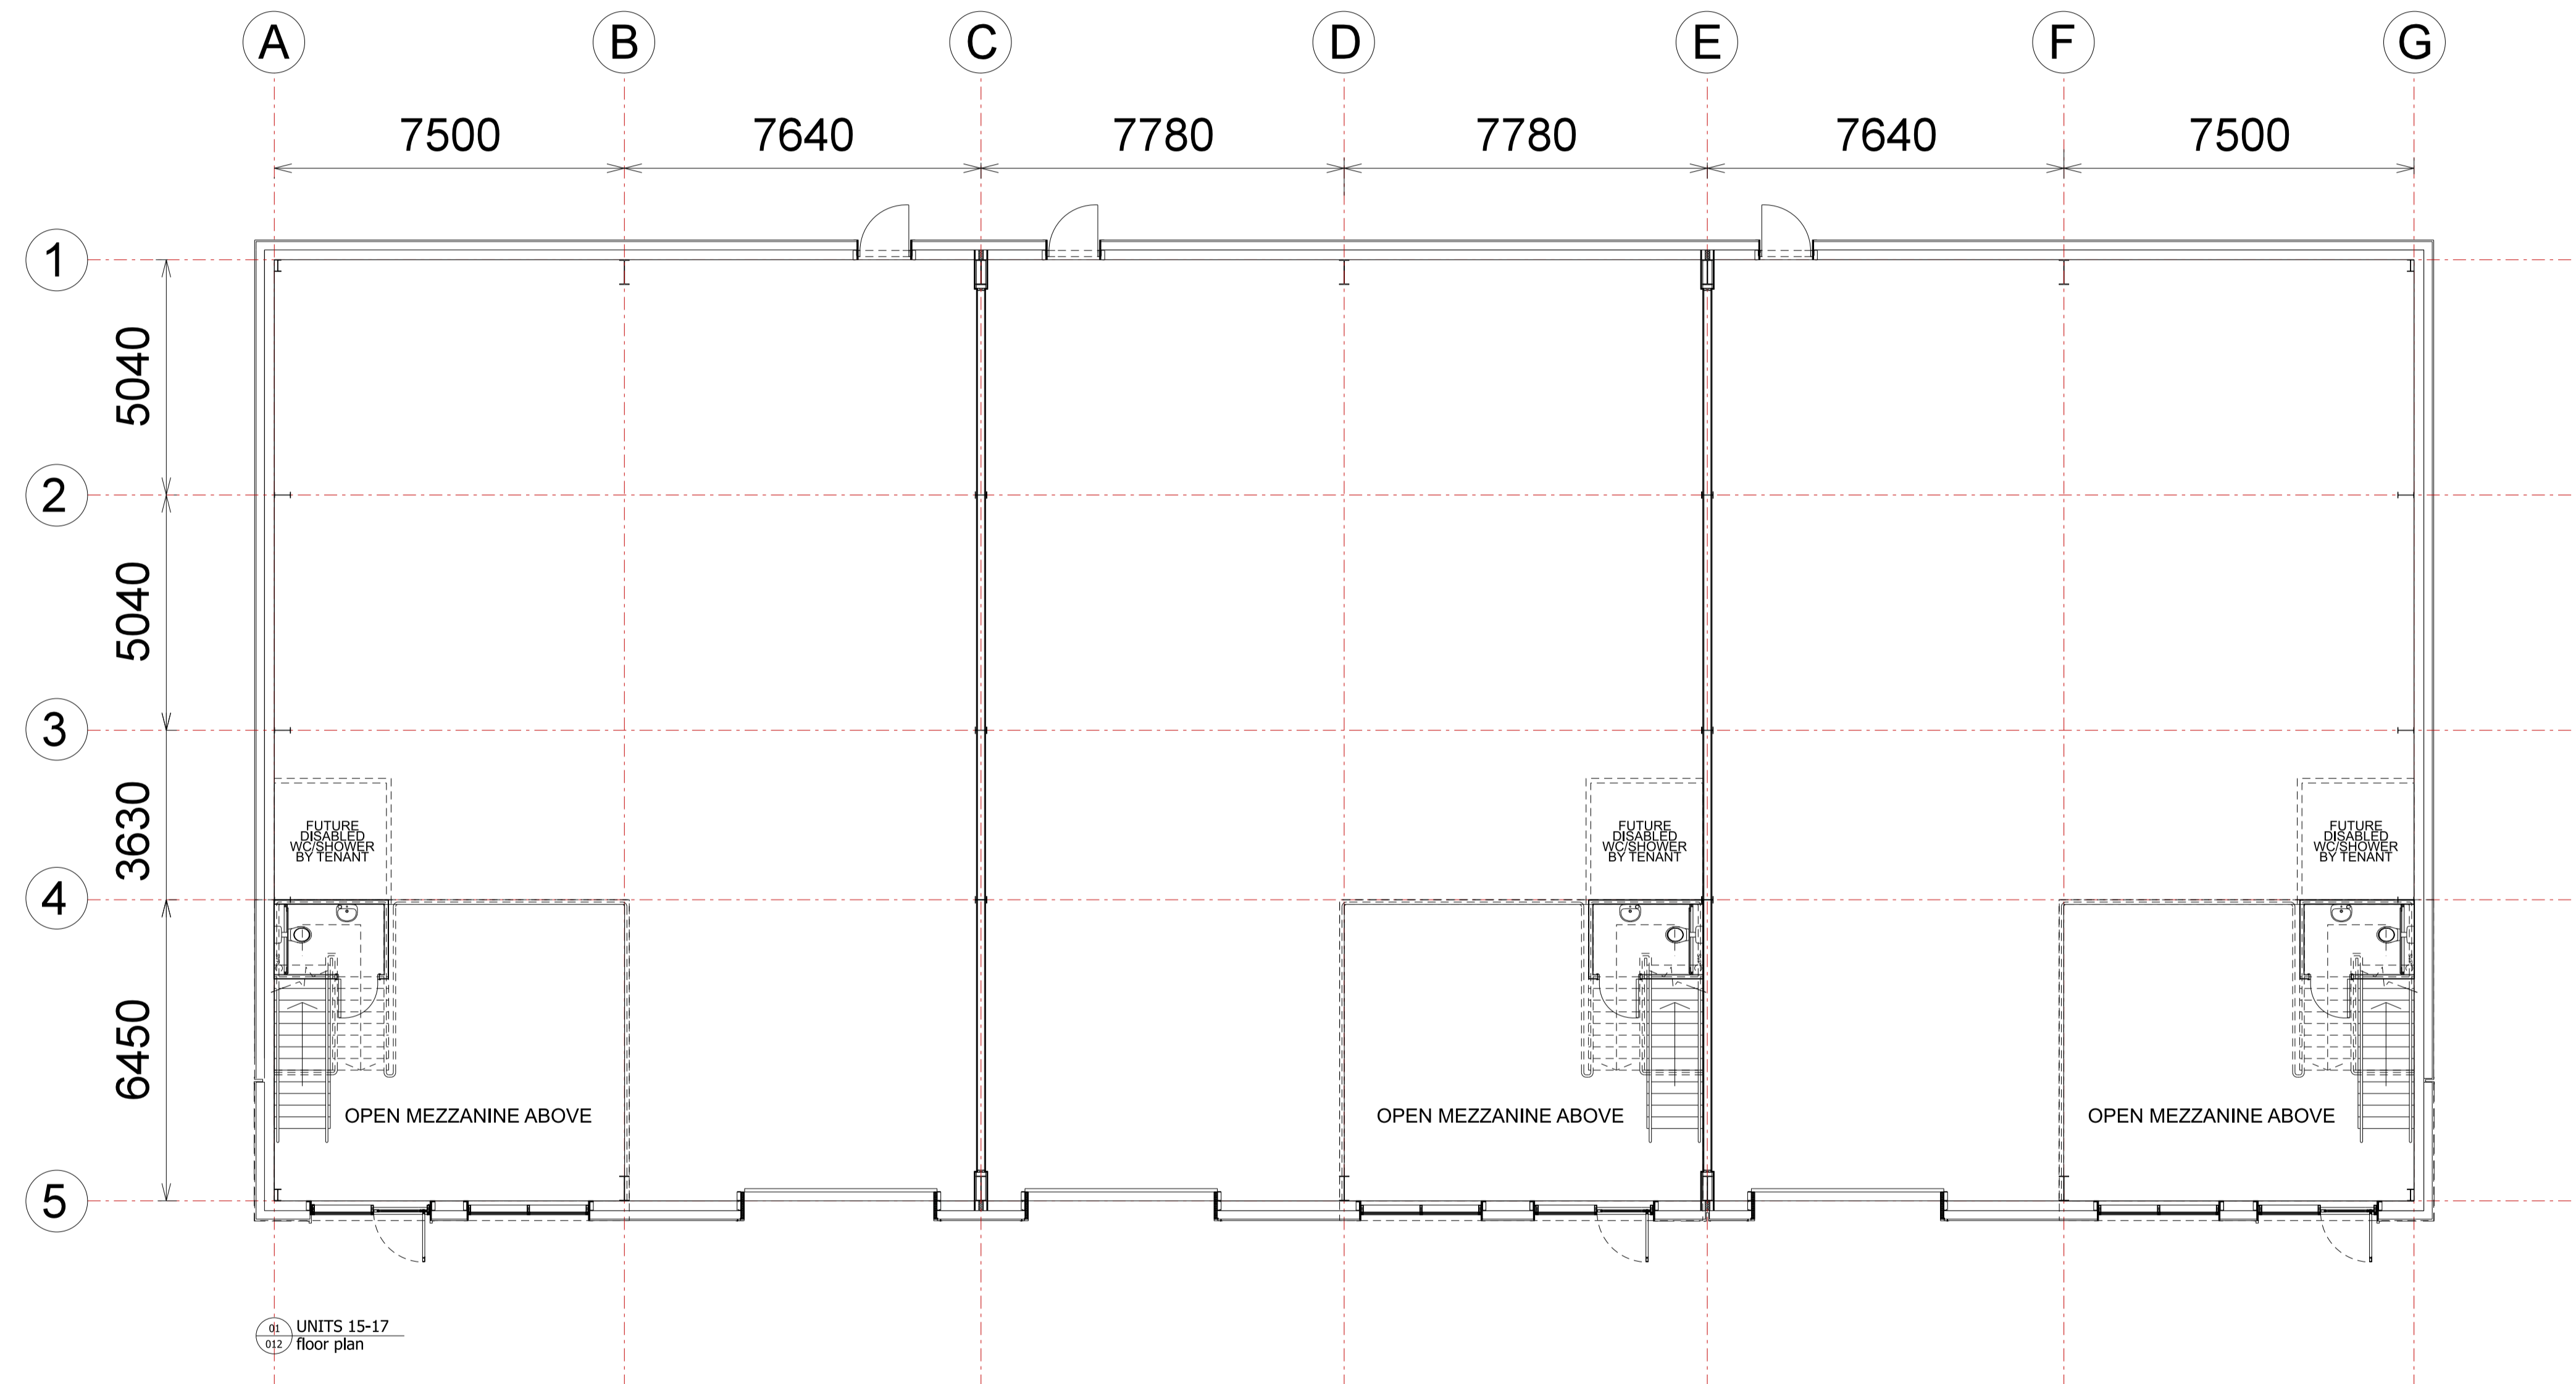 A B C D E F G
7500 7640 7780 7780 7640 7500
1
5040
2
5040
3
3630
FUTURE
DISABLED
WC/SHOWER
BY TENANT
FUTURE
DISABLED
WC/SHOWER
BY TENANT
FUTURE
DISABLED
WC/SHOWER
BY TENANT
4
6450
OPEN MEZZANINE ABOVE
OPEN MEZZANINE ABOVE
OPEN MEZZANINE ABOVE
5
01 UNITS 15-17
012 floor plan